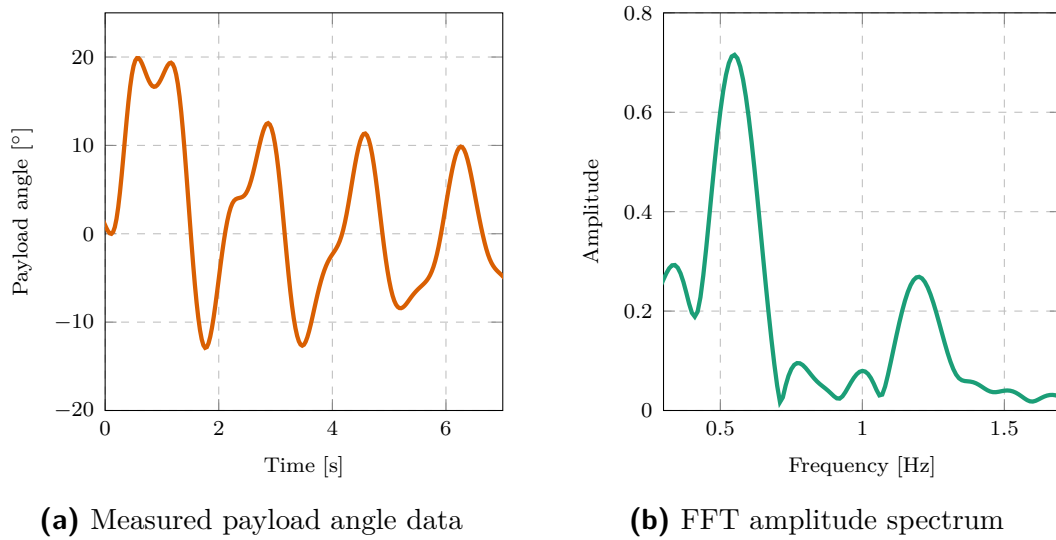 20
10
0
−10
−20
0
2
4
6
Payload angle [°]
Time [s]
(a) Measured payload angle data
0.8
0.6
0.4
0.2
0
0.5
1
1.5
Amplitude
Frequency [Hz]
(b) FFT amplitude spectrum